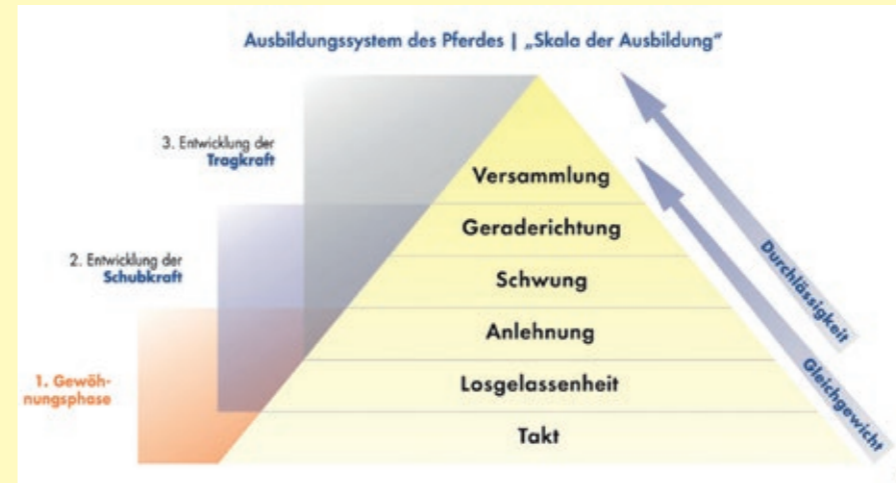 Ausbildungssystem des Pferdes | „Skala der Ausbildung“
3. Entwicklung der
Tragkraft
2. Entwicklung der
Schubkraft
1. Gewöh-
nungsphase
Versammlung
Geraderichtung
Schwung
Anlehnung
Losgelassenheit
Takt
Durchlässigkeit
Gleichgewicht